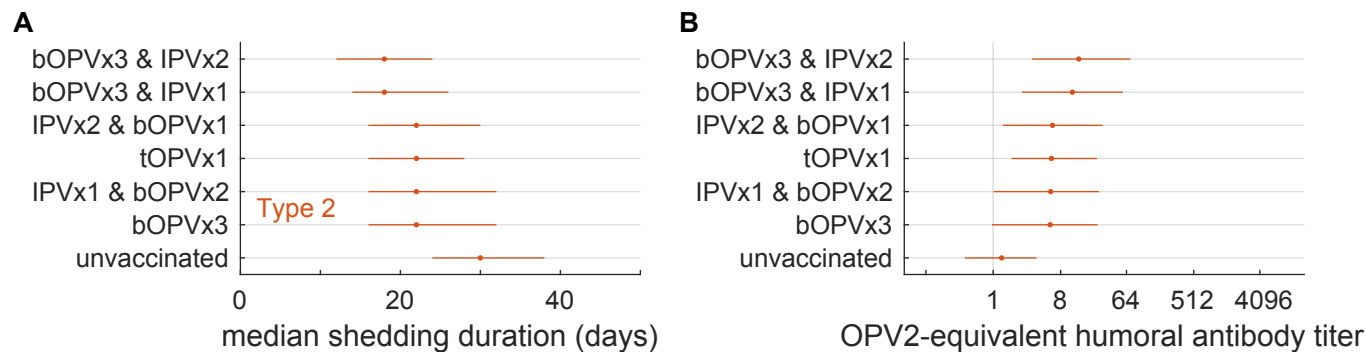 A
bOPVx3 & IPVx2
bOPVx3 & IPVx1
IPVx2 & bOPVx1
tOPVx1
IPVx1 & bOPVx2
bOPVx3
unvaccinated
Type 2
0 20 40
median shedding duration (days)
B
bOPVx3 & IPVx2
bOPVx3 & IPVx1
IPVx2 & bOPVx1
tOPVx1
IPVx1 & bOPVx2
bOPVx3
unvaccinated
1 8 64 512 4096
OPV2-equivalent humoral antibody titer